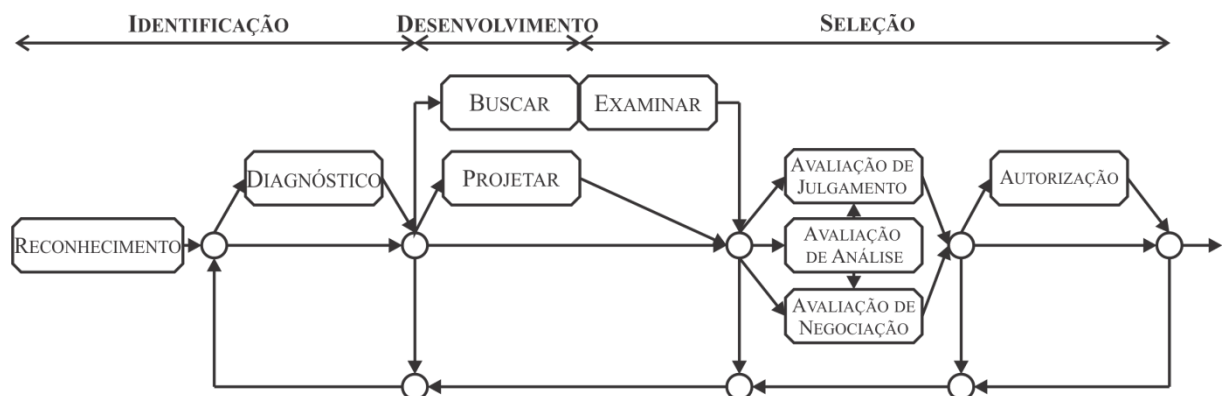 IDENTIFICAÇÃO
DESENVOLVIMENTO
SELEÇÃO
BUSCAR
EXAMINAR
DIAGNÓSTICO
PROJETAR
AVALIAÇÃO DE
JULGAMENTO
AUTORIZAÇÃO
RECONHECIMENTO
AVALIAÇÃO
DE ANÁLISE
AVALIAÇÃO DE
NEGOCIAÇÃO